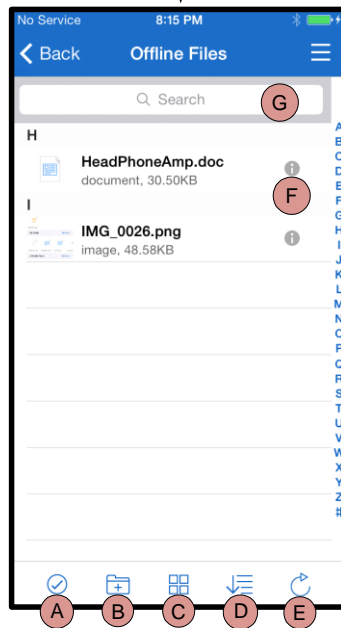 No Service 8:15 PM
Back Offline Files
Search G
H
HeadPhoneAmp.doc
document, 30.50KB
F
I
IMG_0026.png
image, 48.58KB
A
B
C
D
E
F
G
H
I
J
K
L
M
N
O
P
Q
R
S
T
U
V
W
X
Y
Z
#
A B C D E